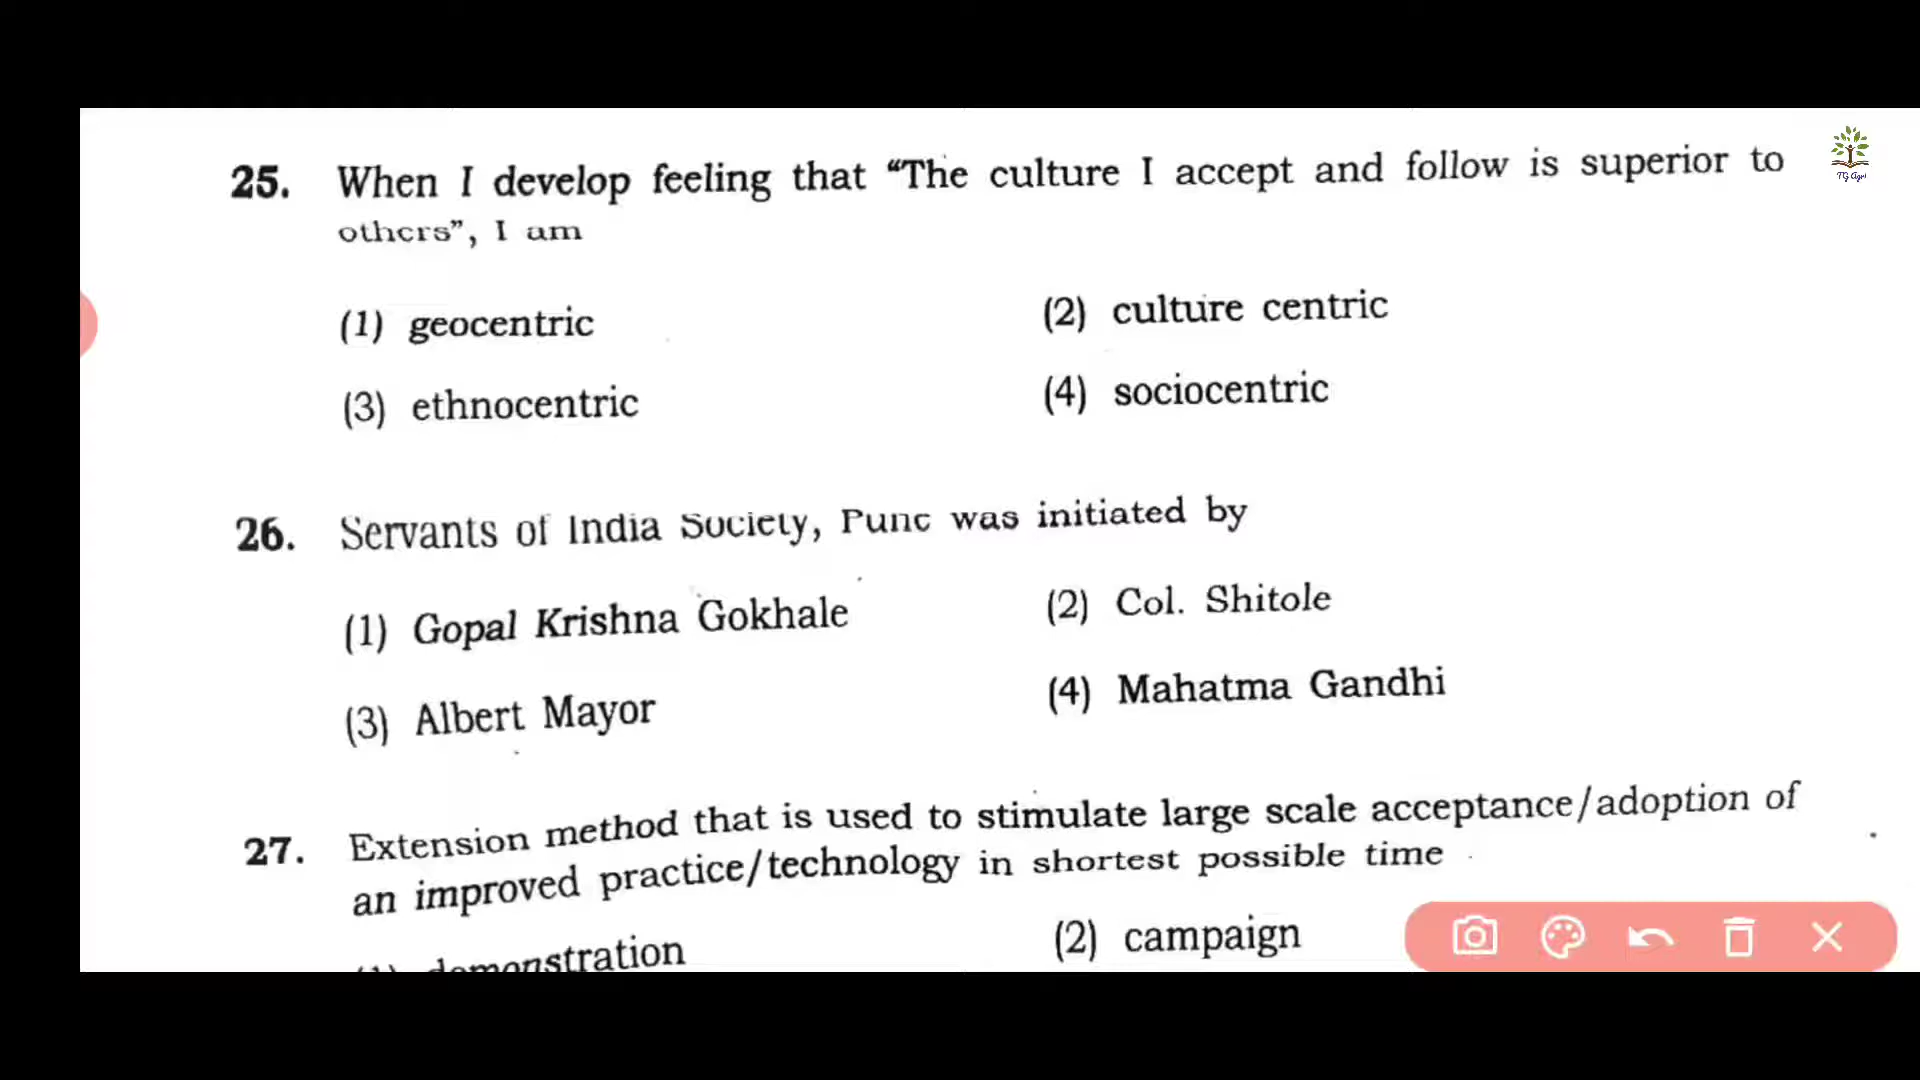 25. When I develop feeling that “The culture I accept and follow is superior to
others”, I am
(1) geocentric (2) culture centric
(3) ethnocentric (4) sociocentric
26. Servants of India Society, Pune was initiated by
(1) Gopal Krishna Gokhale (2) Col. Shitole
(3) Albert Mayor (4) Mahatma Gandhi
27. Extension method that is used to stimulate large scale acceptance/adoption of
an improved practice/technology in shortest possible time
(1) demonstration (2) campaign
TG Agri